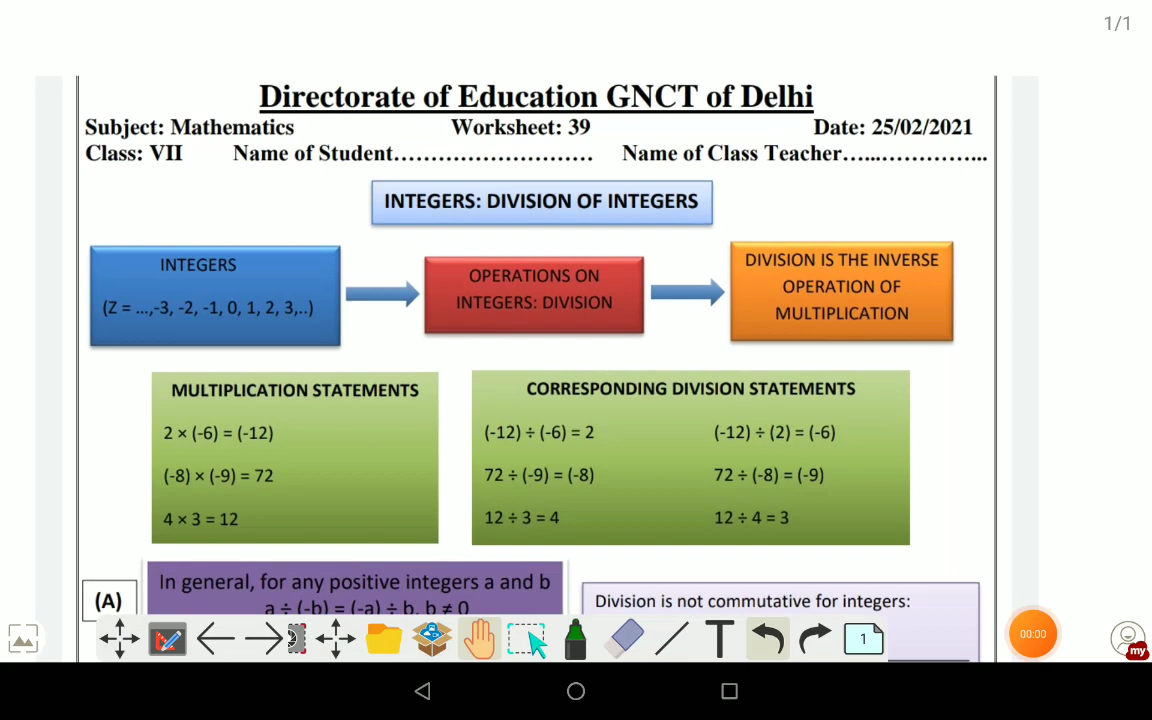 1/1
Directorate of Education GNCT of Delhi
Subject: Mathematics Worksheet: 39 Date: 25/02/2021
Class: VII Name of Student……………………… Name of Class Teacher…...…………...
INTEGERS: DIVISION OF INTEGERS
INTEGERS
(Z = …,-3, -2, -1, 0, 1, 2, 3,..)
OPERATIONS ON
INTEGERS: DIVISION
DIVISION IS THE INVERSE
OPERATION OF
MULTIPLICATION
MULTIPLICATION STATEMENTS
2 × (-6) = (-12)
(-8) × (-9) = 72
4 × 3 = 12
CORRESPONDING DIVISION STATEMENTS
(-12) ÷ (-6) = 2 (-12) ÷ (2) = (-6)
72 ÷ (-9) = (-8) 72 ÷ (-8) = (-9)
12 ÷ 3 = 4 12 ÷ 4 = 3
(A)
In general, for any positive integers a and b
a ÷ (-b) = (-a) ÷ b, b ≠ 0
Division is not commutative for integers:
T
1
00:00
my